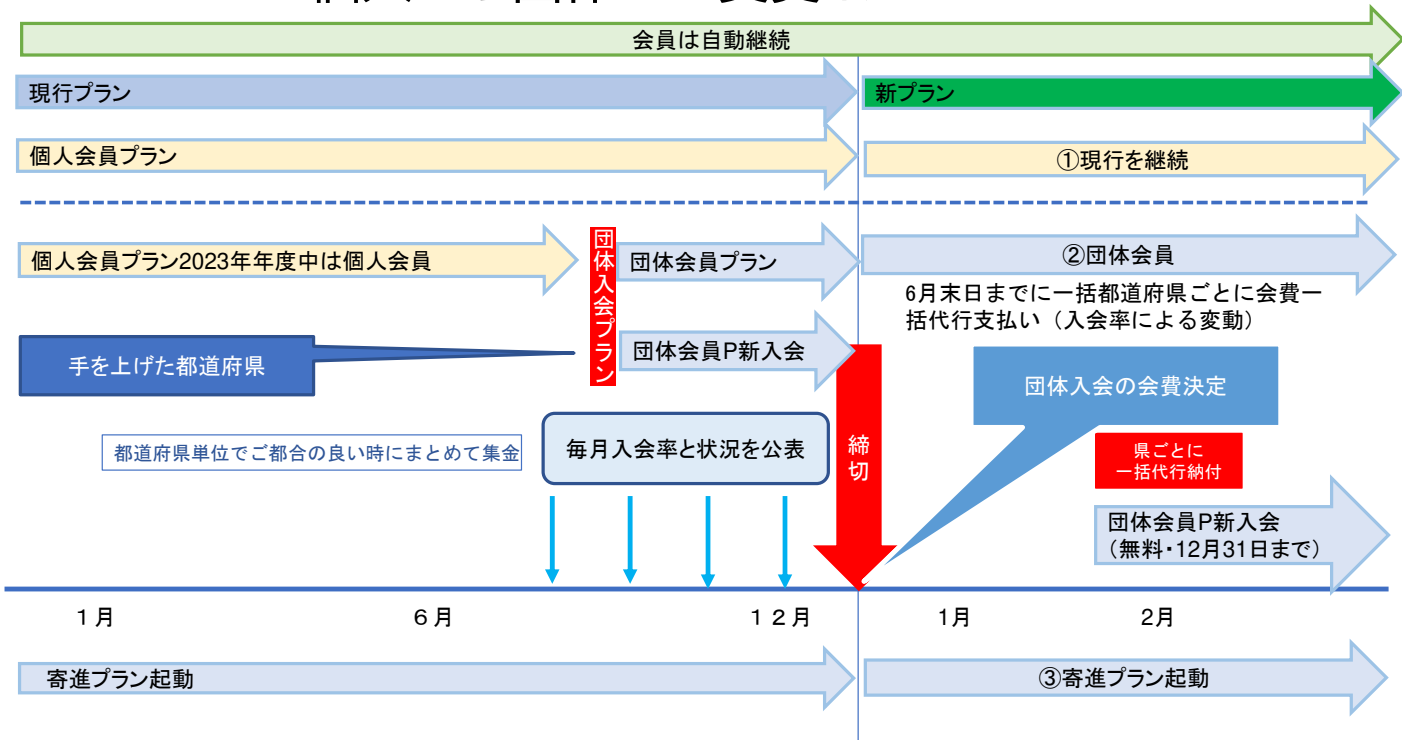 会員は自動継続
現行プラン
新プラン
個人会員プラン
①現行を継続
個人会員プラン2023年年度中は個人会員
団体入会プラン
団体会員プラン
②団体会員
6月末日までに一括都道府県ごとに会費一
括代行支払い（入会率による変動）
手を上げた都道府県
団体会員P新入会
団体入会の会費決定
都道府県単位でご都合の良い時にまとめて集金
毎月入会率と状況を公表
締切
県ごとに
一括代行納付
団体会員P新入会
（無料・12月31日まで）
１月
６月
１２月
1月
2月
寄進プラン起動
③寄進プラン起動